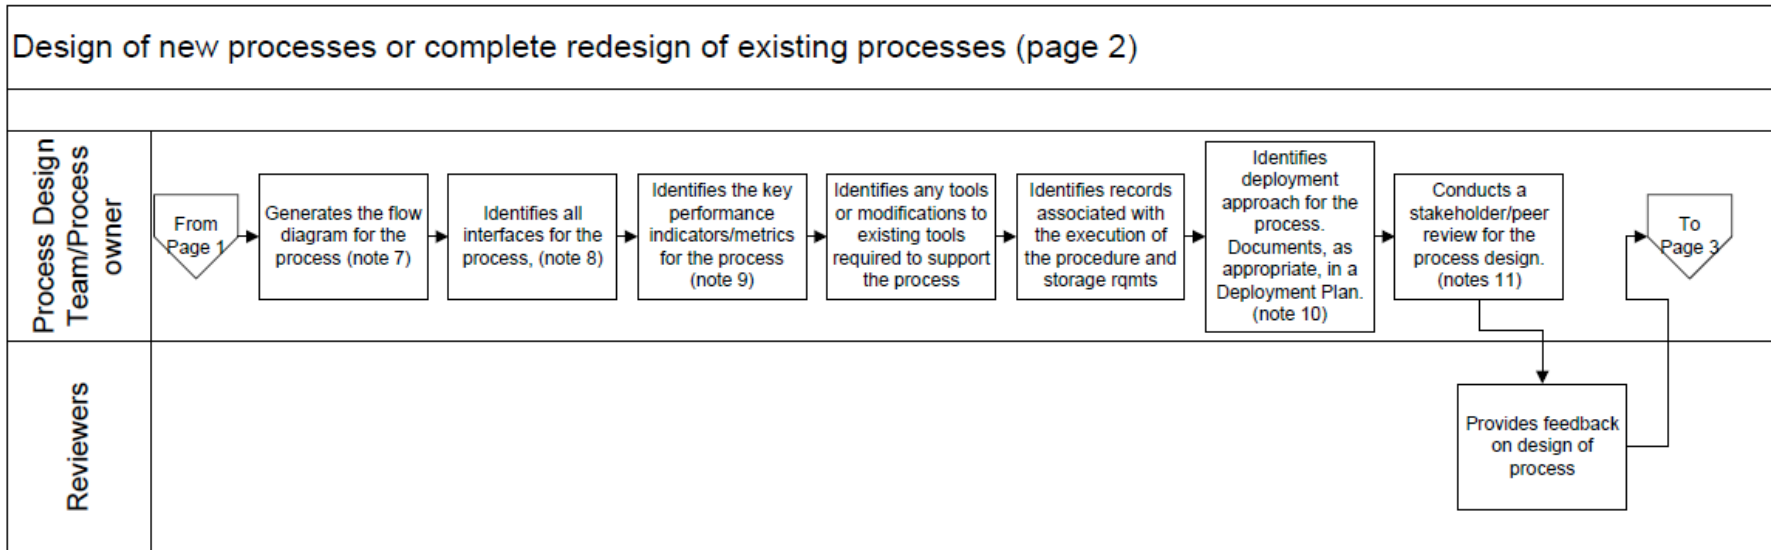 Design of new processes or complete redesign of existing processes (page 2)
Process Design
Team/Process
owner
From
Page 1
Generates the flow
diagram for the
process (note 7)
Identifies all
interfaces for the
process, (note 8)
Identifies the key
performance
indicators/metrics
for the process
(note 9)
Identifies any tools
or modifications to
existing tools
required to support
the process
Identifies records
associated with
the execution of
the procedure and
storage rqmts
Identifies
deployment
approach for the
process.
Documents, as
appropriate, in a
Deployment Plan.
(note 10)
Conducts a
stakeholder/peer
review for the
process design.
(notes 11)
To
Page 3
Reviewers
Provides feedback
on design of
process